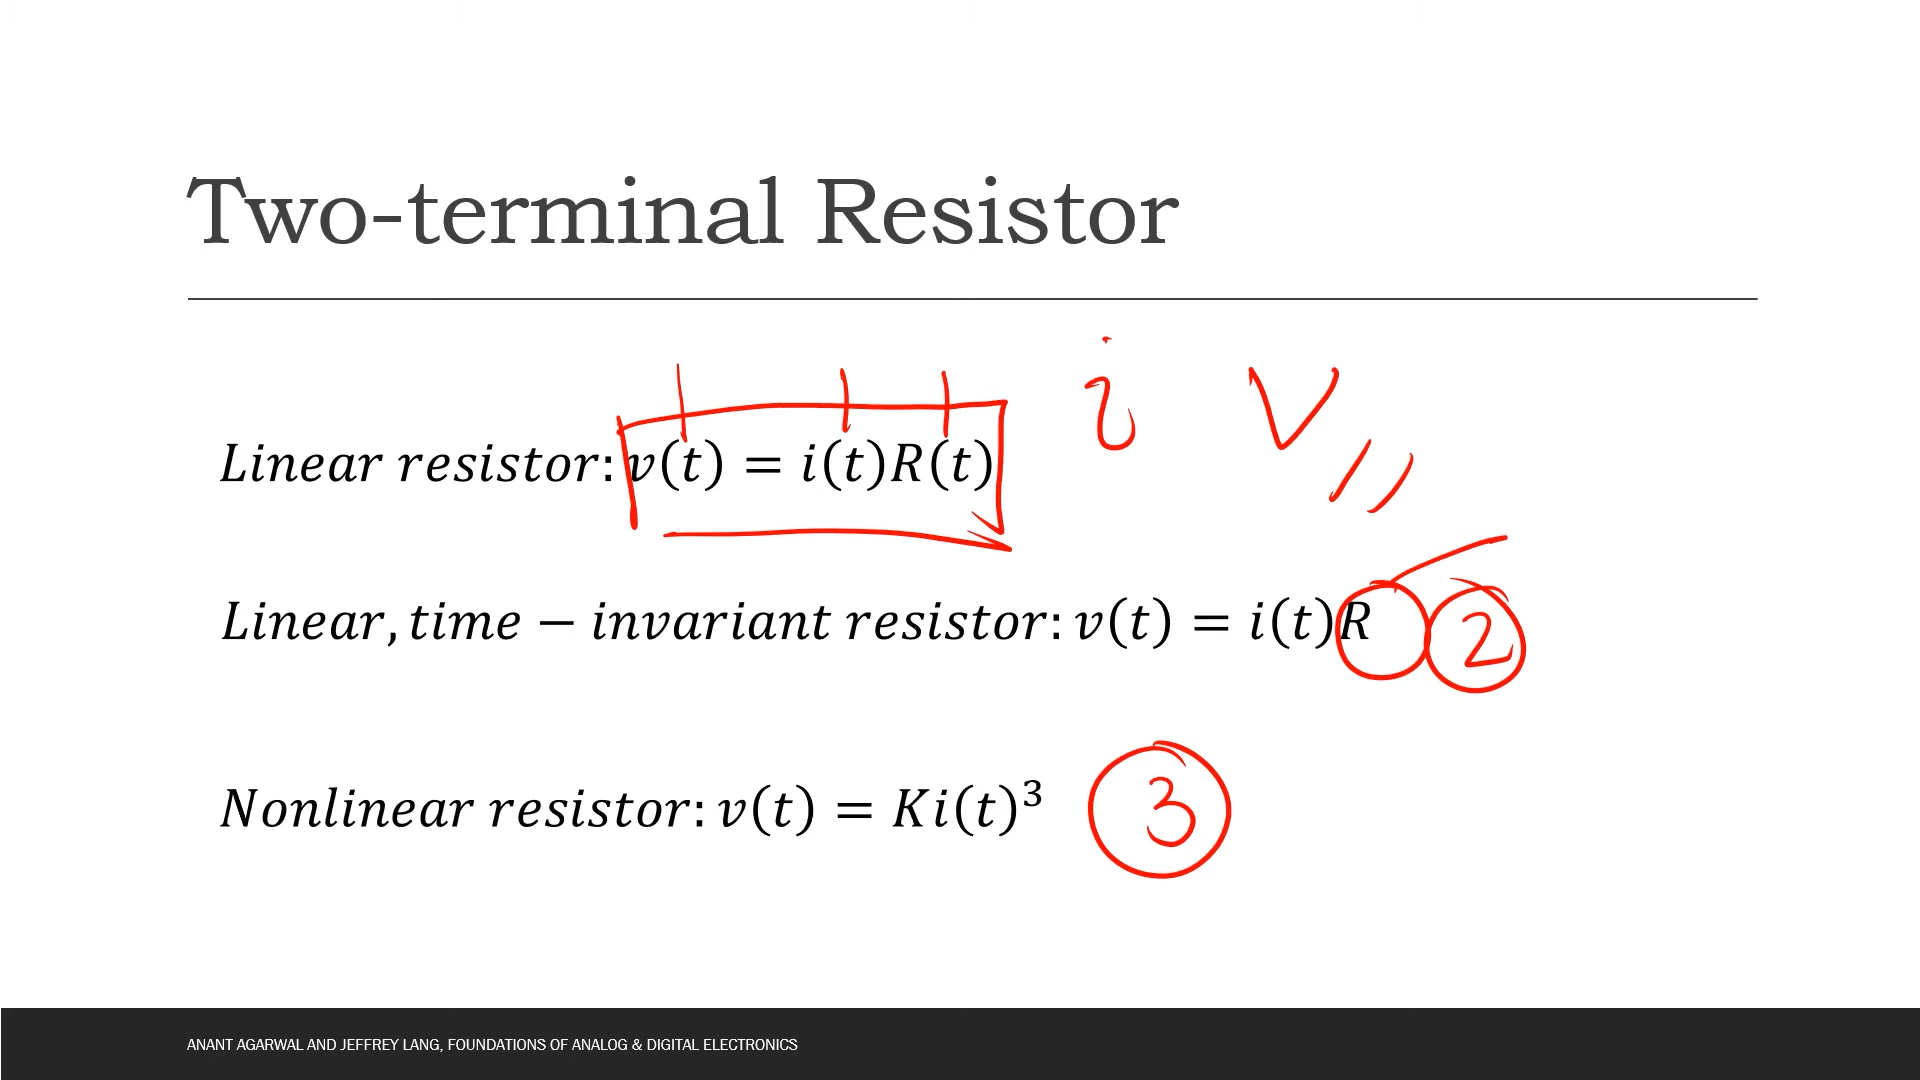 Two-terminal Resistor
i V
Linear resistor: v(t) = i(t)R(t)
Linear, time − invariant resistor: v(t) = i(t)R 2
Nonlinear resistor: v(t) = Ki(t)³ 3
ANANT AGARWAL AND JEFFREY LANG, FOUNDATIONS OF ANALOG & DIGITAL ELECTRONICS